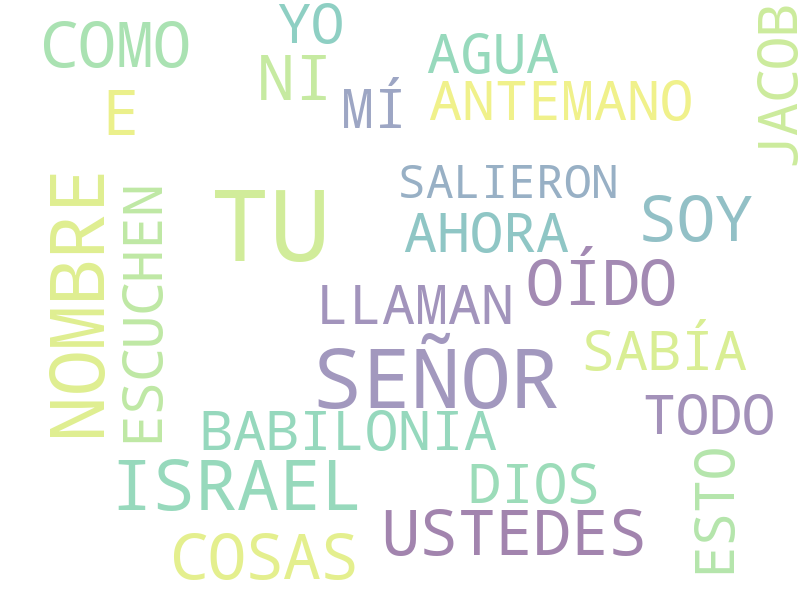 COMO
YO
AGUA
JACOB
NI
E
MÍ
ANTEMANO
SALIERON
NOMBRE
ESCUCHEN
TU
AHORA
SOY
OÍDO
LLAMAN
SABÍA
SEÑOR
TODO
BABILONIA
ISRAEL
DIOS
ESTO
USTEDES
COSAS